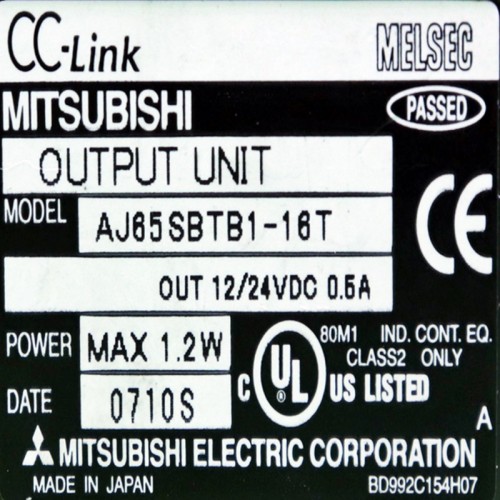 CC-Link MELSEC
MITSUBISHI PASSED
OUTPUT UNIT
MODEL AJ65SBTB1-16T CE
OUT 12/24VDC 0.5A
POWER MAX 1.2W
80M1 IND. CONT. EQ.
CLASS2 ONLY
C UL US LISTED
DATE 0710S
A
MITSUBISHI ELECTRIC CORPORATION
MADE IN JAPAN BD992C154H07